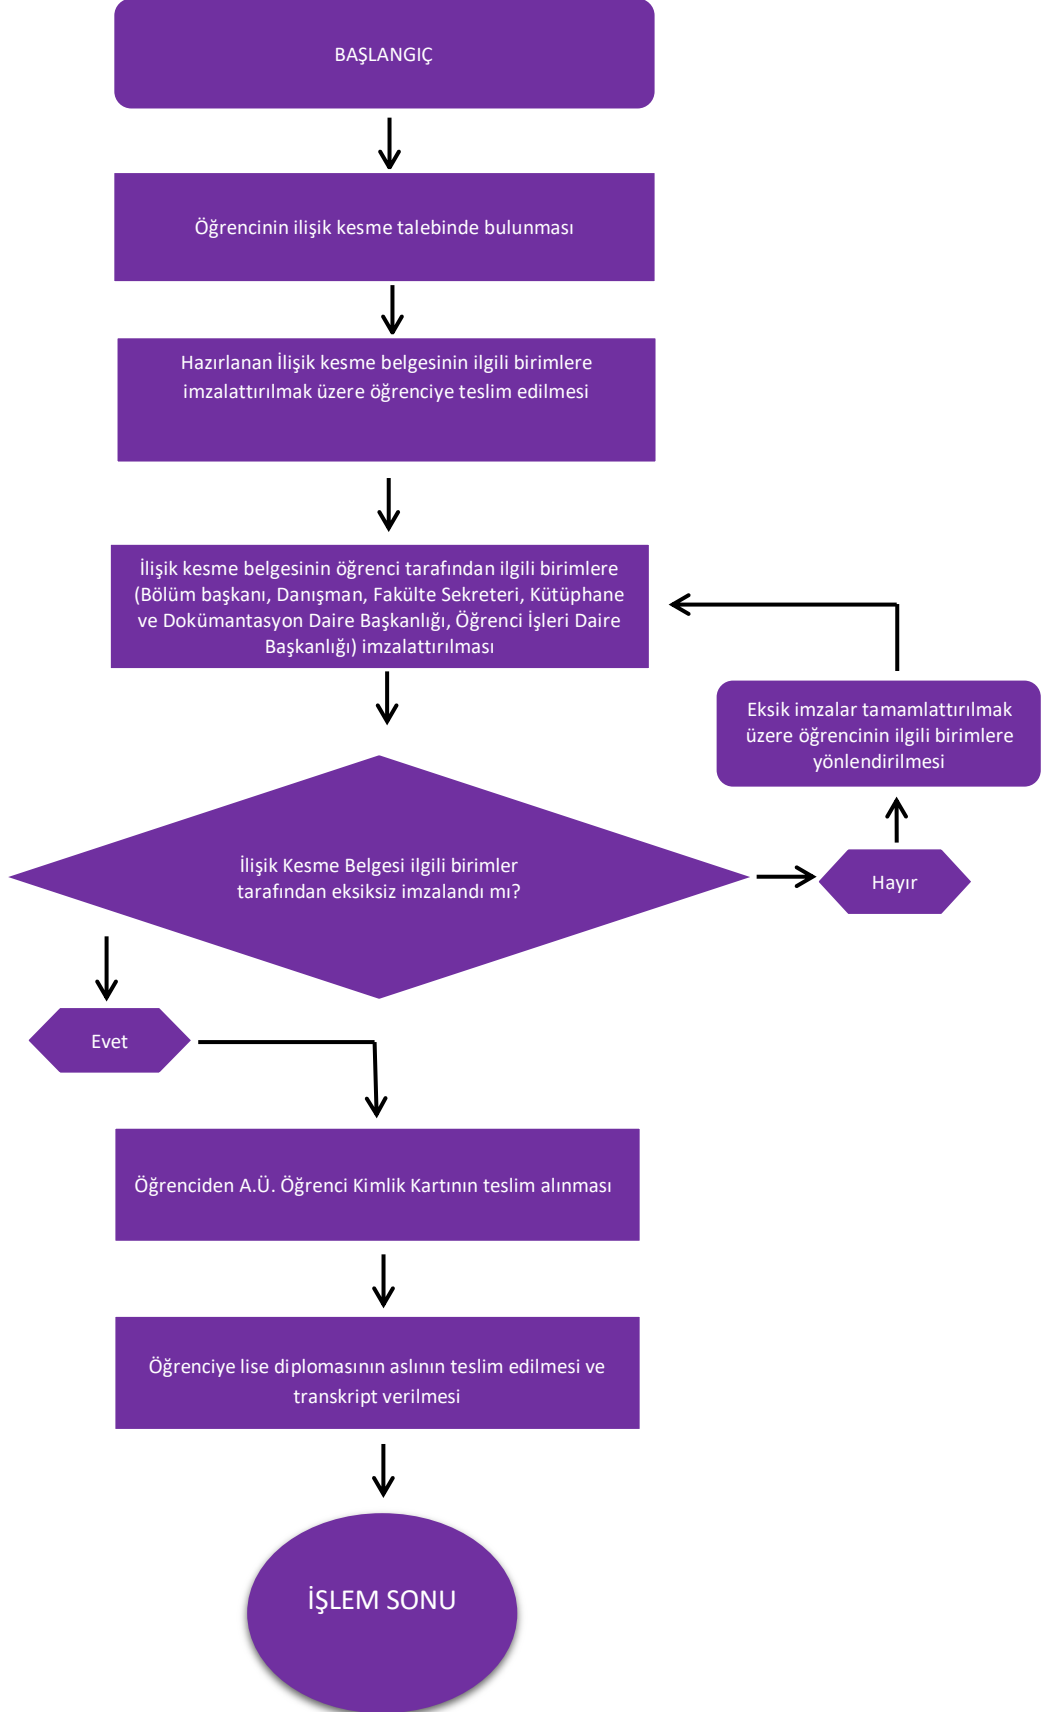 BAŞLANGIÇ
Öğrencinin ilişik kesme talebinde bulunması
Hazırlanan İlişik kesme belgesinin ilgili birimlere
imzalattırılmak üzere öğrenciye teslim edilmesi
İlişik kesme belgesinin öğrenci tarafından ilgili birimlere
(Bölüm başkanı, Danışman, Fakülte Sekreteri, Kütüphane
ve Dokümantasyon Daire Başkanlığı, Öğrenci İşleri Daire
Başkanlığı) imzalattırılması
Eksik imzalar tamamlattırılmak
üzere öğrencinin ilgili birimlere
yönlendirilmesi
İlişik Kesme Belgesi ilgili birimler
tarafından eksiksiz imzalandı mı?
Hayır
Evet
Öğrenciden A.Ü. Öğrenci Kimlik Kartının teslim alınması
Öğrenciye lise diplomasının aslının teslim edilmesi ve
transkript verilmesi
İŞLEM SONU